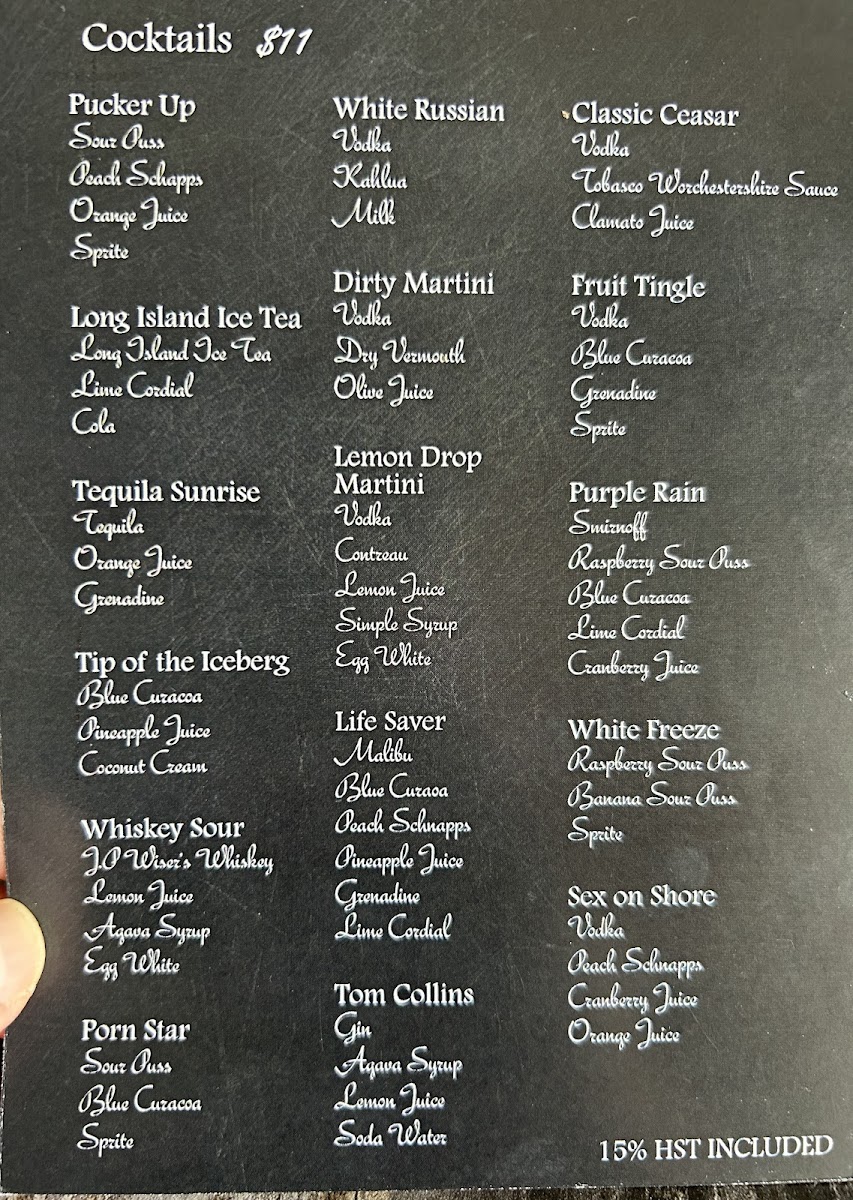 Cocktails $11
Pucker Up
Sour Puss
Peach Schapps
Orange Juice
Sprite
Long Island Ice Tea
Long Island Ice Tea
Lime Cordial
Cola
Tequila Sunrise
Tequila
Orange Juice
Grenadine
Tip of the Iceberg
Blue Curacoa
Pineapple Juice
Coconut Cream
Whiskey Sour
J.P Wiser's Whiskey
Lemon Juice
Agava Syrup
Egg White
Porn Star
Sour Puss
Blue Curacoa
Sprite
White Russian
Vodka
Kahlua
Milk
Dirty Martini
Vodka
Dry Vermouth
Olive Juice
Lemon Drop
Martini
Vodka
Contreau
Lemon Juice
Simple Syrup
Egg White
Life Saver
Malibu
Blue Curaoa
Peach Schnapps
Pineapple Juice
Grenadine
Lime Cordial
Tom Collins
Gin
Agava Syrup
Lemon Juice
Soda Water
Classic Ceasar
Vodka
Tobasco Worchestershire Sauce
Clamato Juice
Fruit Tingle
Vodka
Blue Curacoa
Grenadine
Sprite
Purple Rain
Smirnoff
Raspberry Sour Puss
Blue Curacoa
Lime Cordial
Cranberry Juice
White Freeze
Raspberry Sour Puss
Banana Sour Puss
Sprite
Sex on Shore
Vodka
Peach Schnapps
Cranberry Juice
Orange Juice
15% HST INCLUDED